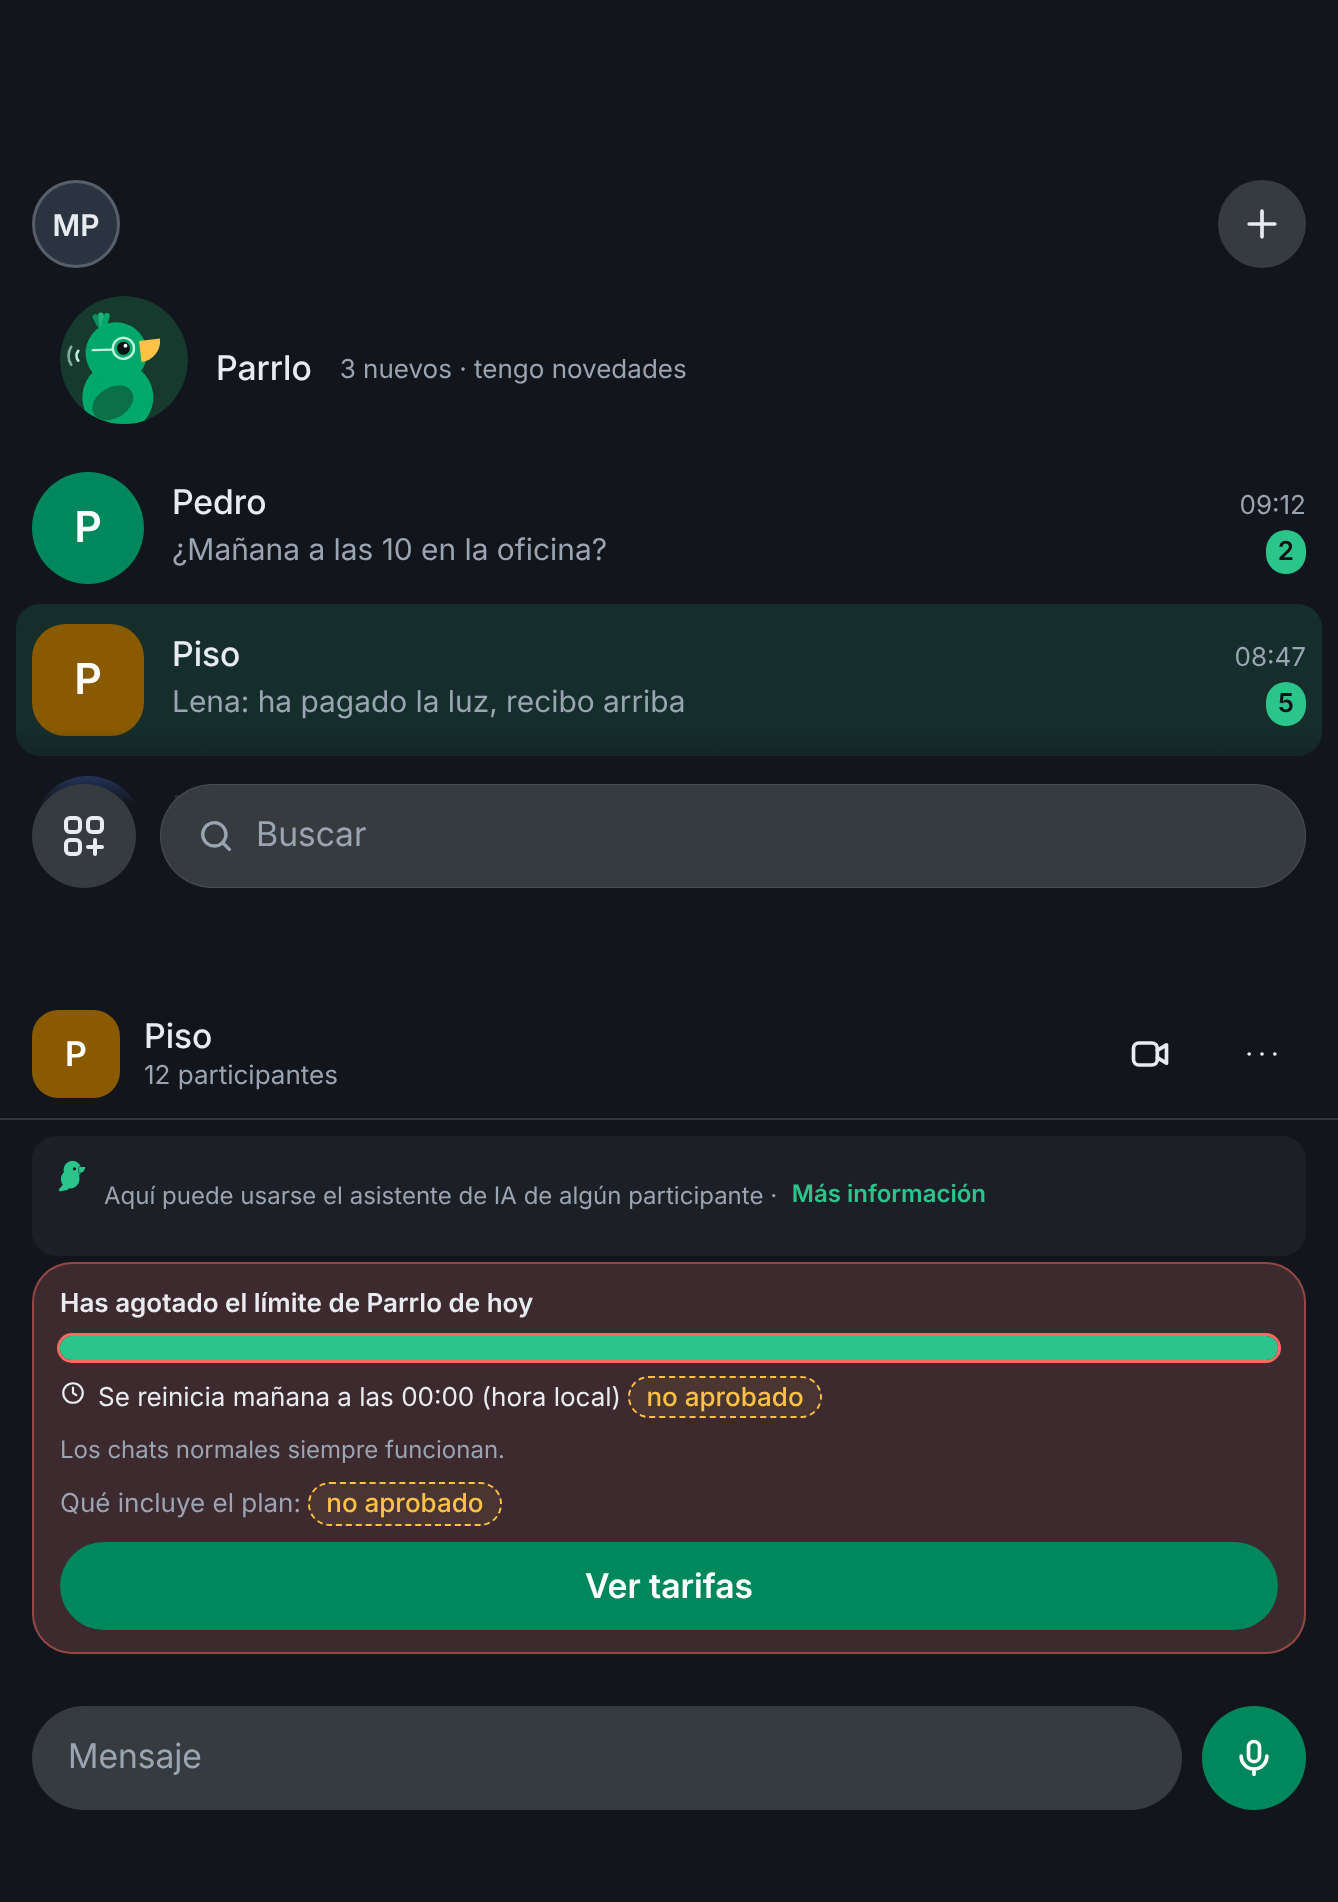 MP
Parrlo 3 nuevos · tengo novedades
P
Pedro
09:12
¿Mañana a las 10 en la oficina?
2
P
Piso
08:47
Lena: ha pagado la luz, recibo arriba
5
Buscar
P
Piso
12 participantes
Aquí puede usarse el asistente de IA de algún participante · Más información
Has agotado el límite de Parrlo de hoy
Se reinicia mañana a las 00:00 (hora local) no aprobado
Los chats normales siempre funcionan.
Qué incluye el plan: no aprobado
Ver tarifas
Mensaje